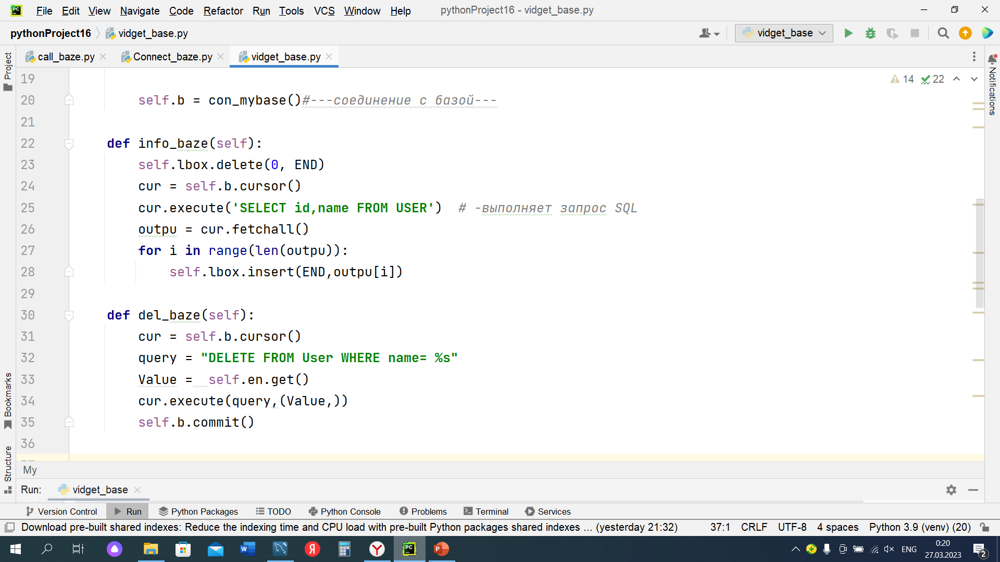 PC File Edit View Navigate Code Refactor Run Tools VCS Window Help pythonProject16 - vidget_base.py
pythonProject16 vidget_base.py vidget_base
call_baze.py Connect_baze.py vidget_base.py
Project
Notifications
14 22
19
20 self.b = con_mybase()#---соединение с базой---
21
22 def info_baze(self):
23 self.lbox.delete(0, END)
24 cur = self.b.cursor()
25 cur.execute('SELECT id,name FROM USER') # -выполняет запрос SQL
26 outpu = cur.fetchall()
27 for i in range(len(outpu)):
28 self.lbox.insert(END,outpu[i])
29
30 def del_baze(self):
31 cur = self.b.cursor()
32 query = "DELETE FROM User WHERE name= %s"
33 Value = self.en.get()
34 cur.execute(query,(Value,))
35 self.b.commit()
36
Bookmarks
Structure
My
Run: vidget_base
Version Control Run Python Packages TODO Python Console Problems Terminal Services
Download pre-built shared indexes: Reduce the indexing time and CPU load with pre-built Python packages shared indexes ... (yesterday 21:32) 37:1 CRLF UTF-8 4 spaces Python 3.9 (venv) (20)
W Я Y PC P ENG 0:20
27.03.2023 2